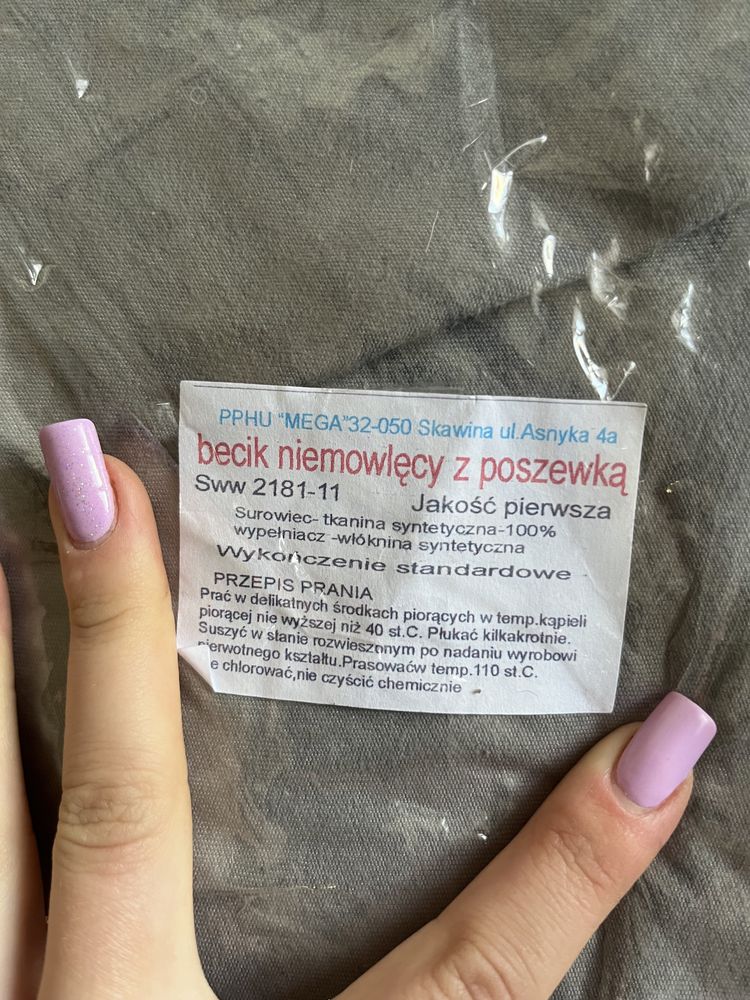 PPHU "MEGA"32-050 Skawina ul.Asnyka 4a
becik niemowlęcy z poszewką
Sww 2181-11 Jakość pierwsza
Surowiec- tkanina syntetyczna-100%
wypełniacz -włóknina syntetyczna
Wykończenie standardowe
PRZEPIS PRANIA
Prać w delikatnych środkach piorących w temp.kąpieli
piorącej nie wyższej niż 40 st.C. Płukać kilkakrotnie.
Suszyć w stanie rozwieszonym po nadaniu wyrobowi
pierwotnego kształtu.Prasowaćw temp.110 st.C.
e chlorować,nie czyścić chemicznie